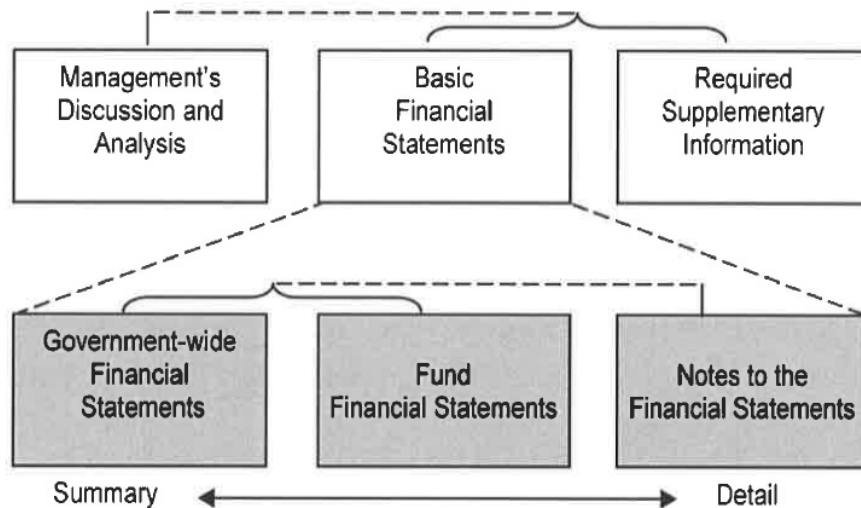 Management's
Discussion and
Analysis
Basic
Financial
Statements
Required
Supplementary
Information
Government-wide
Financial
Statements
Fund
Financial Statements
Notes to the
Financial Statements
Summary
Detail